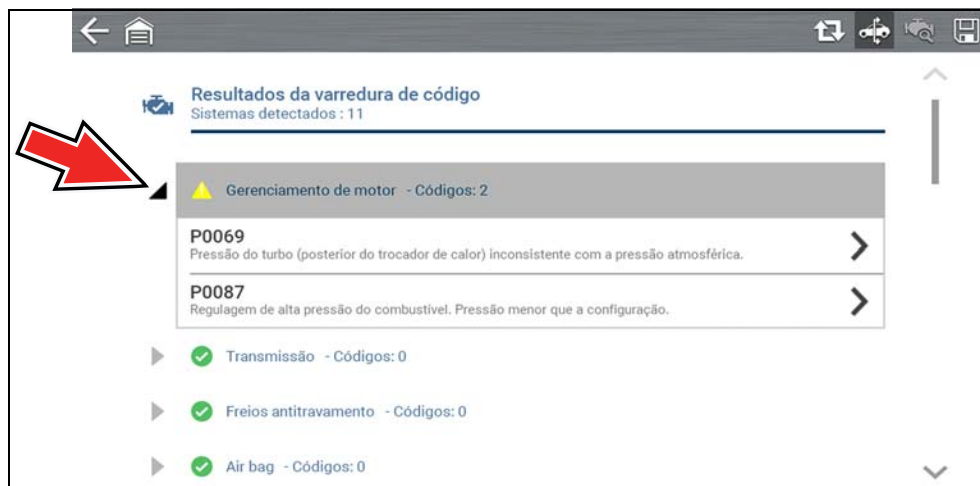 Resultados da varredura de código
Sistemas detectados : 11
Gerenciamento de motor - Códigos: 2
P0069
Pressão do turbo (posterior do trocador de calor) inconsistente com a pressão atmosférica.
P0087
Regulagem de alta pressão do combustível. Pressão menor que a configuração.
Transmissão - Códigos: 0
Freios antitravamento - Códigos: 0
Air bag - Códigos: 0